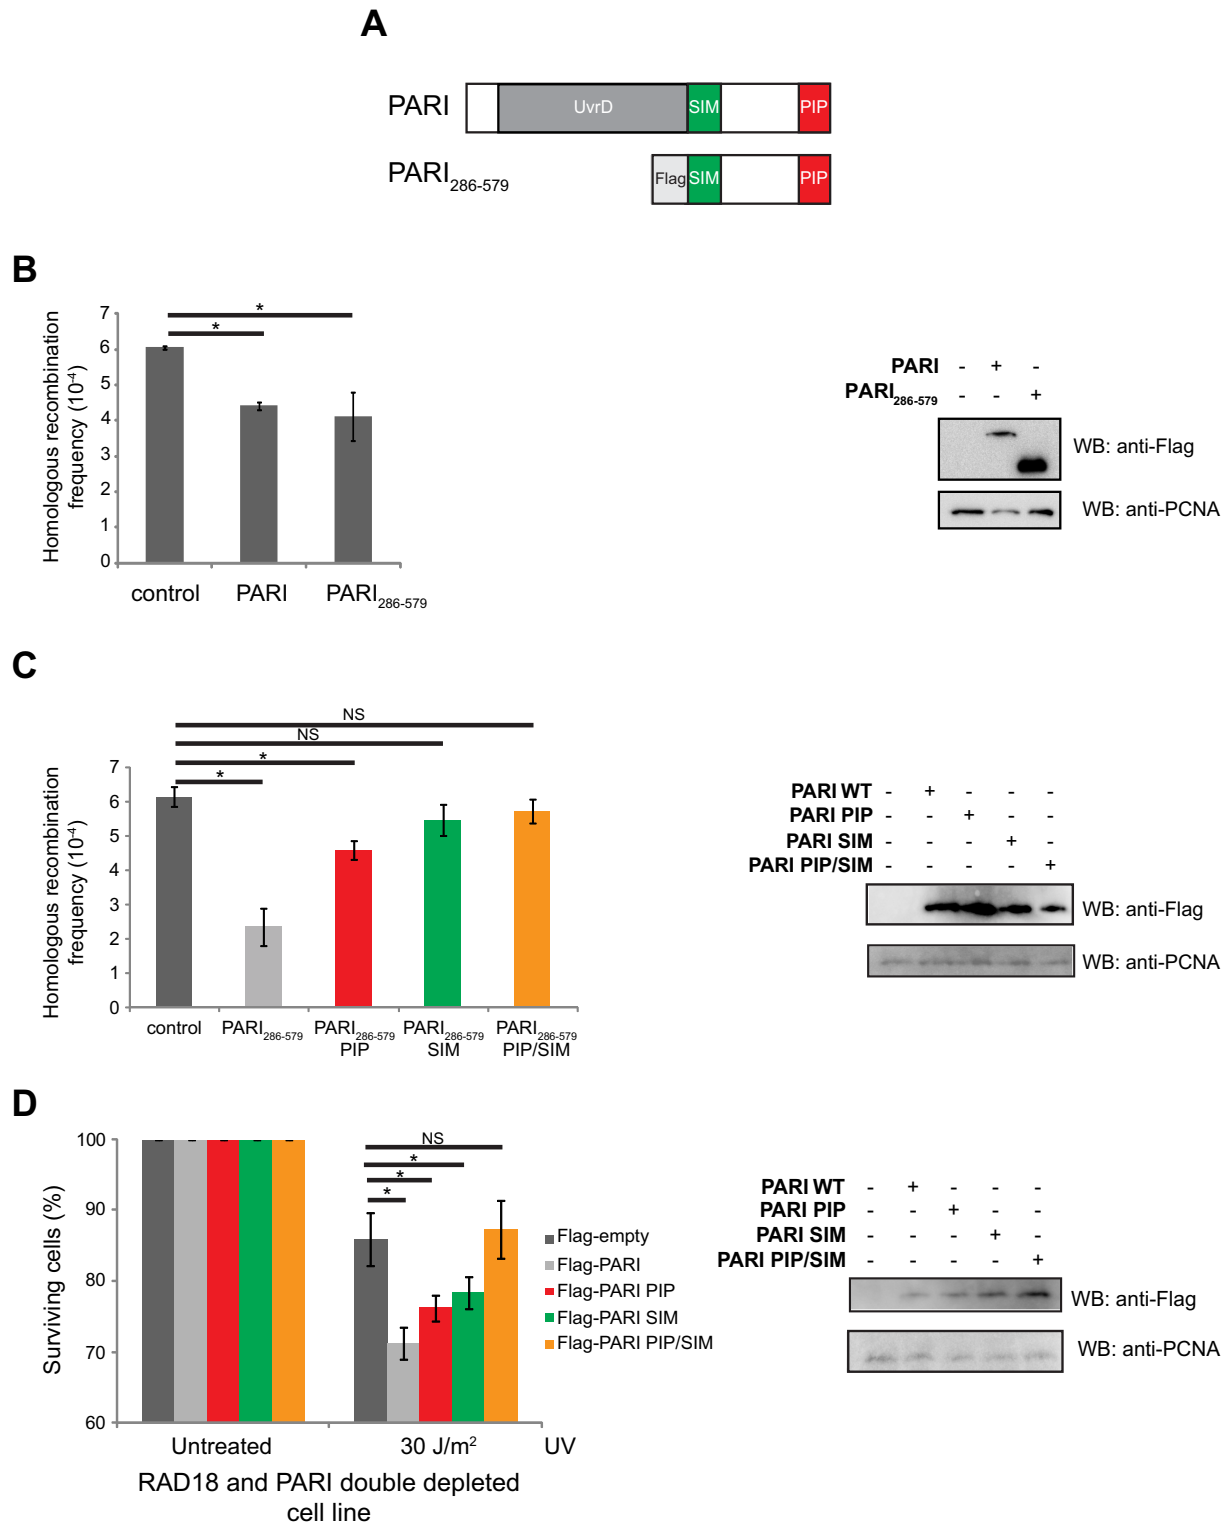 A
PARI
UvrD
SIM
PIP
PARI286-579
Flag
SIM
PIP
B
Homologous recombination
frequency (10-4)
7
6
5
4
3
2
1
0
*
*
control
PARI
PARI286-579
PARI - + -
PARI286-579 - - +
WB: anti-Flag
WB: anti-PCNA
C
Homologous recombination
frequency (10-4)
7
6
5
4
3
2
1
0
NS
NS
*
*
control
PARI286-579
PARI286-579
PIP
PARI286-579
SIM
PARI286-579
PIP/SIM
PARI WT - + - - -
PARI PIP - - + - -
PARI SIM - - - + -
PARI PIP/SIM - - - - +
WB: anti-Flag
WB: anti-PCNA
D
Surviving cells (%)
100
90
80
70
60
NS
*
*
*
Flag-empty
Flag-PARI
Flag-PARI PIP
Flag-PARI SIM
Flag-PARI PIP/SIM
Untreated
30 J/m2
UV
RAD18 and PARI double depleted
cell line
PARI WT - + - - -
PARI PIP - - + - -
PARI SIM - - - + -
PARI PIP/SIM - - - - +
WB: anti-Flag
WB: anti-PCNA